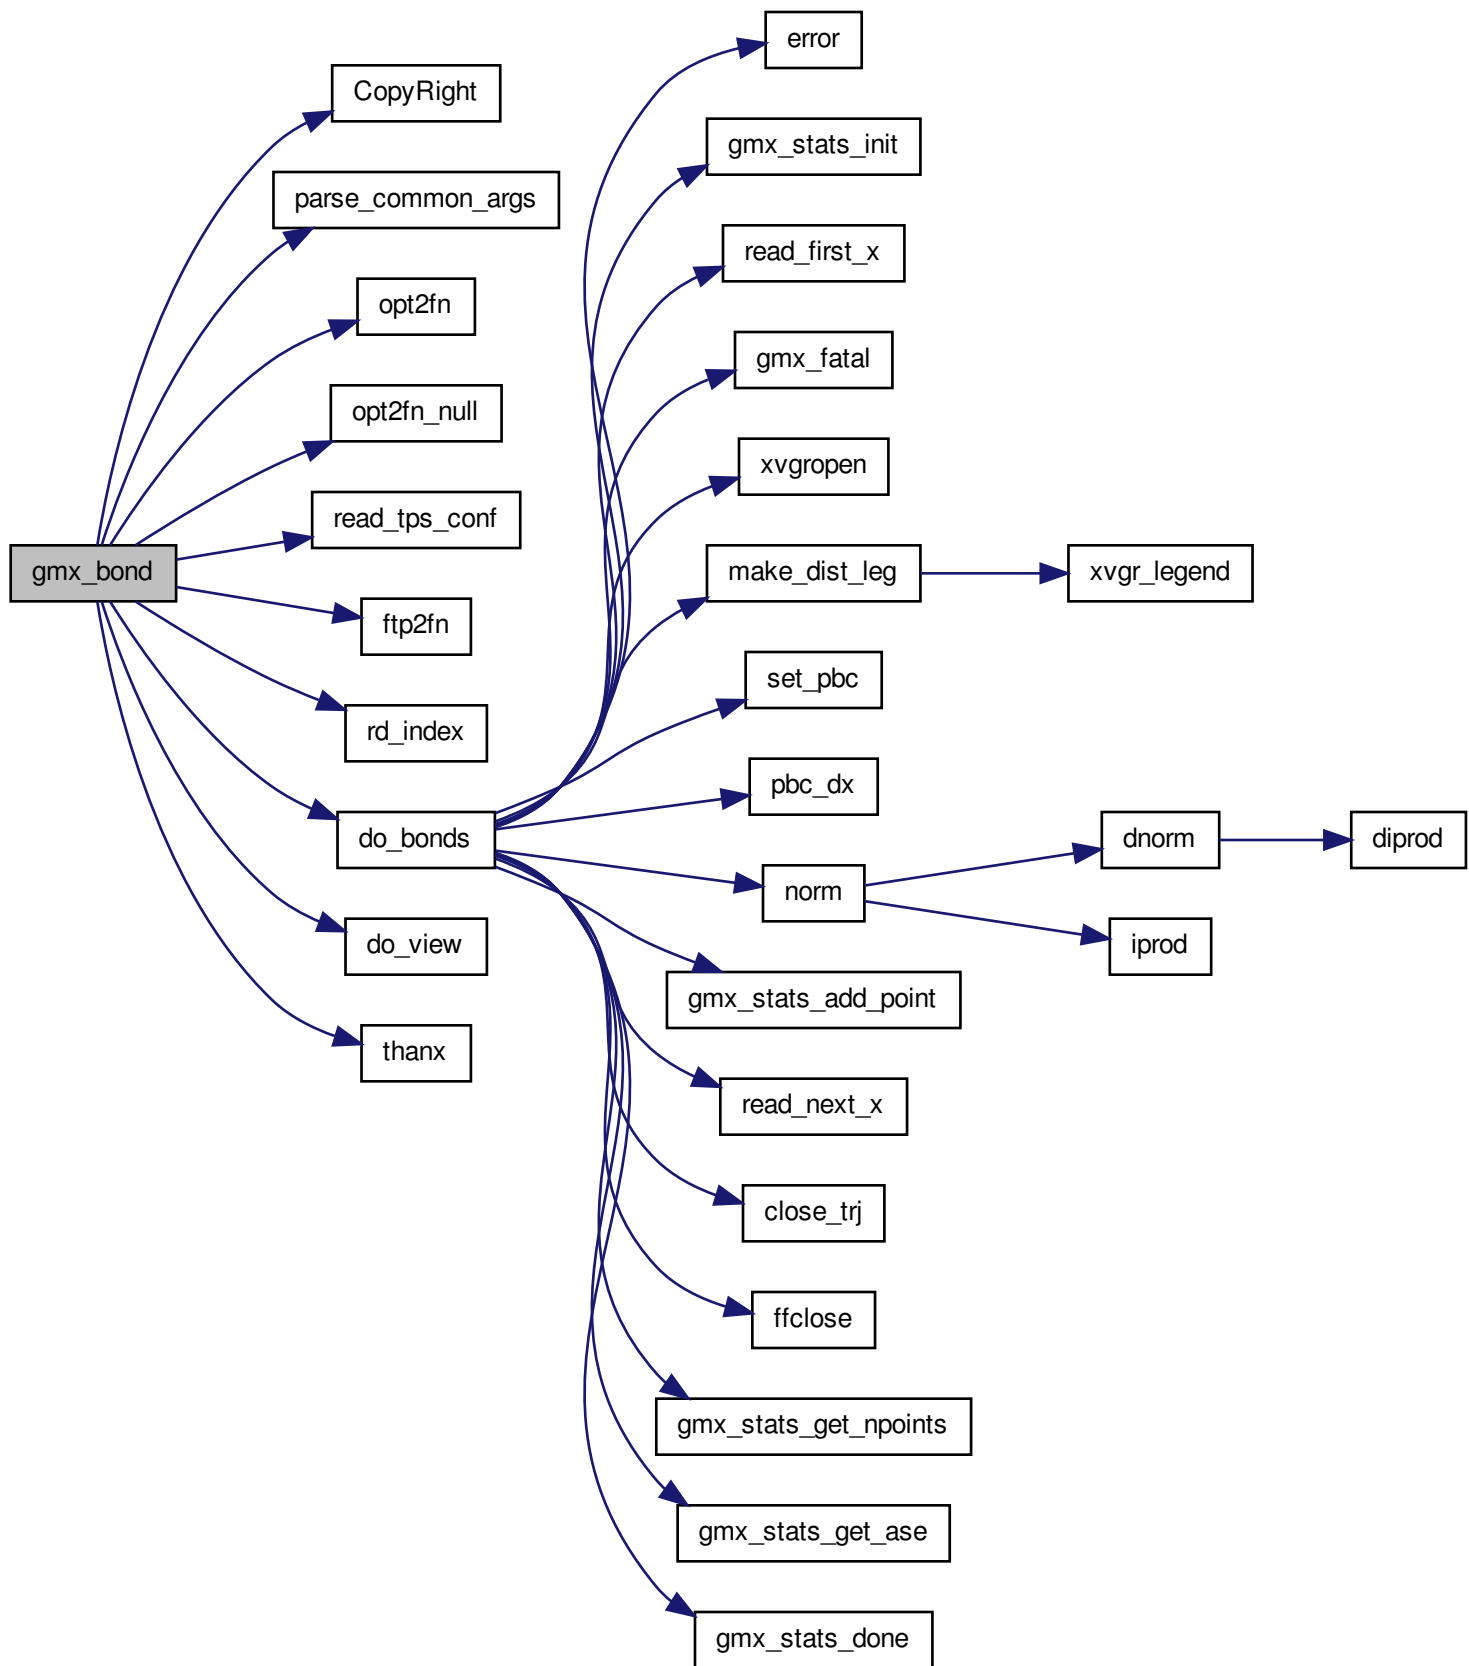 gmx_bond
CopyRight
parse_common_args
opt2fn
opt2fn_null
read_tps_conf
ftp2fn
rd_index
do_bonds
do_view
thanx
error
gmx_stats_init
read_first_x
gmx_fatal
xvgropen
make_dist_leg
set_pbc
pbc_dx
norm
gmx_stats_add_point
read_next_x
close_trj
ffclose
gmx_stats_get_npoints
gmx_stats_get_ase
gmx_stats_done
xvgr_legend
dnorm
iprod
diprod